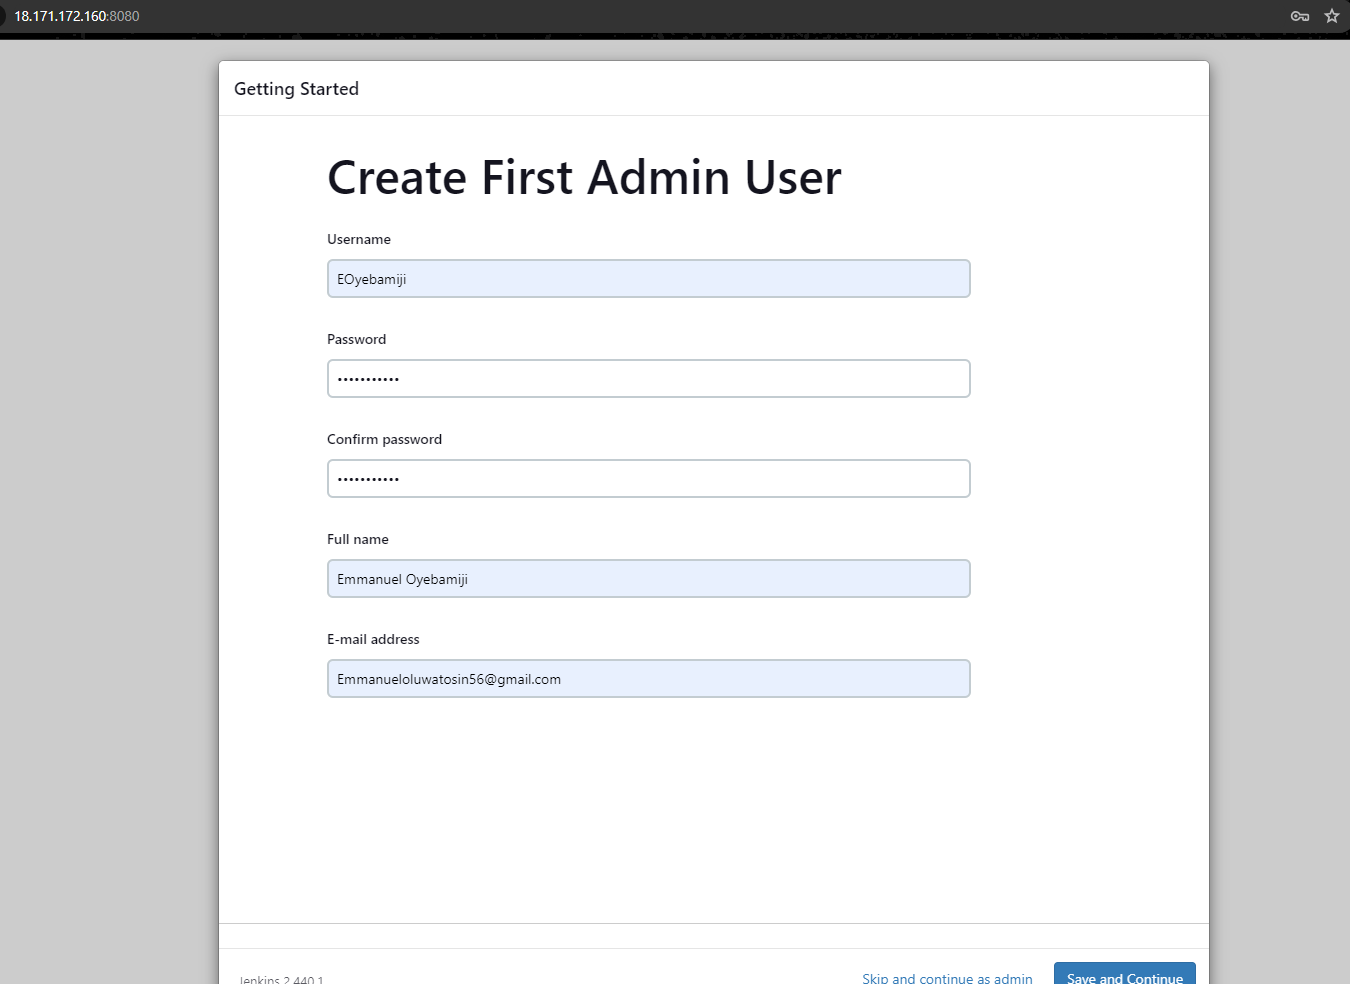 18.171.172.160:8080
Getting Started
Create First Admin User
Username
EOyebamiji
Password
•••••••••••
Confirm password
•••••••••••
Full name
Emmanuel Oyebamiji
E-mail address
Emmanueloluwatosin56@gmail.com
Jenkins 2.440.1
Skip and continue as admin
Save and Continue